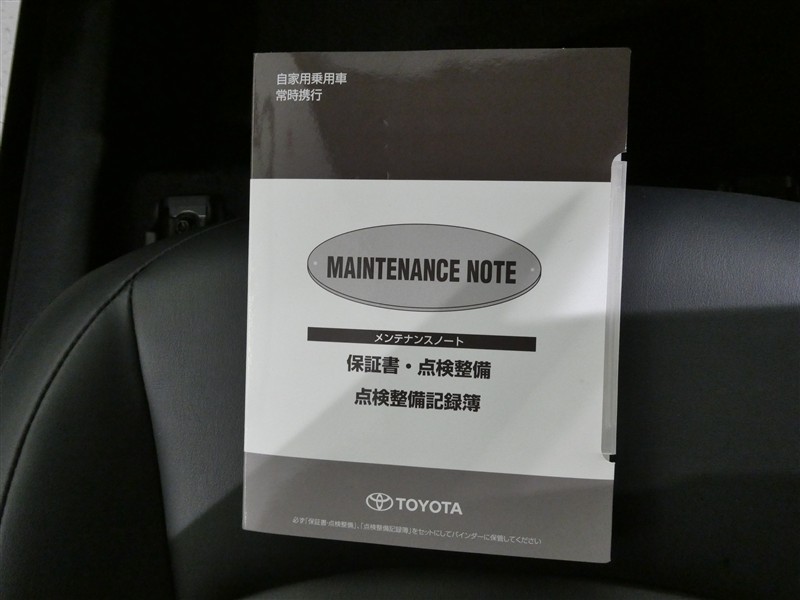 自家用乗用車
常時携行
MAINTENANCE NOTE
メンテナンスノート
保証書・点検整備
点検整備記録簿
TOYOTA
必ず「保証書・点検整備」、「点検整備記録簿」をセットにしてバインダーに保管してください